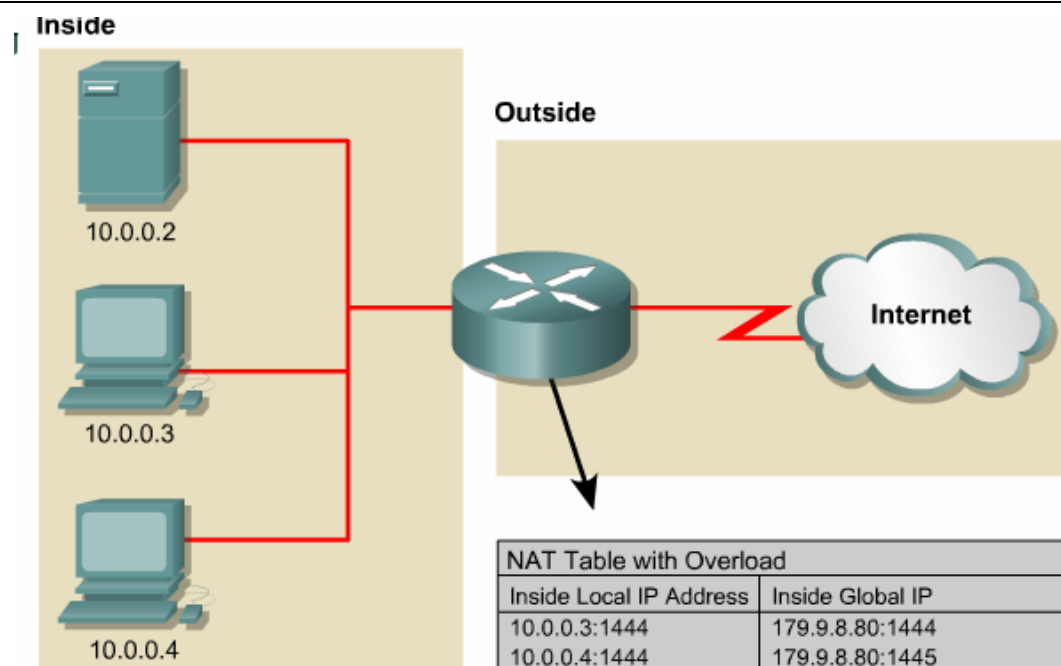 Inside
10.0.0.2
10.0.0.3
10.0.0.4
Outside
Internet
NAT Table with Overload
Inside Local IP Address Inside Global IP
10.0.0.3:1444 179.9.8.80:1444
10.0.0.4:1444 179.9.8.80:1445